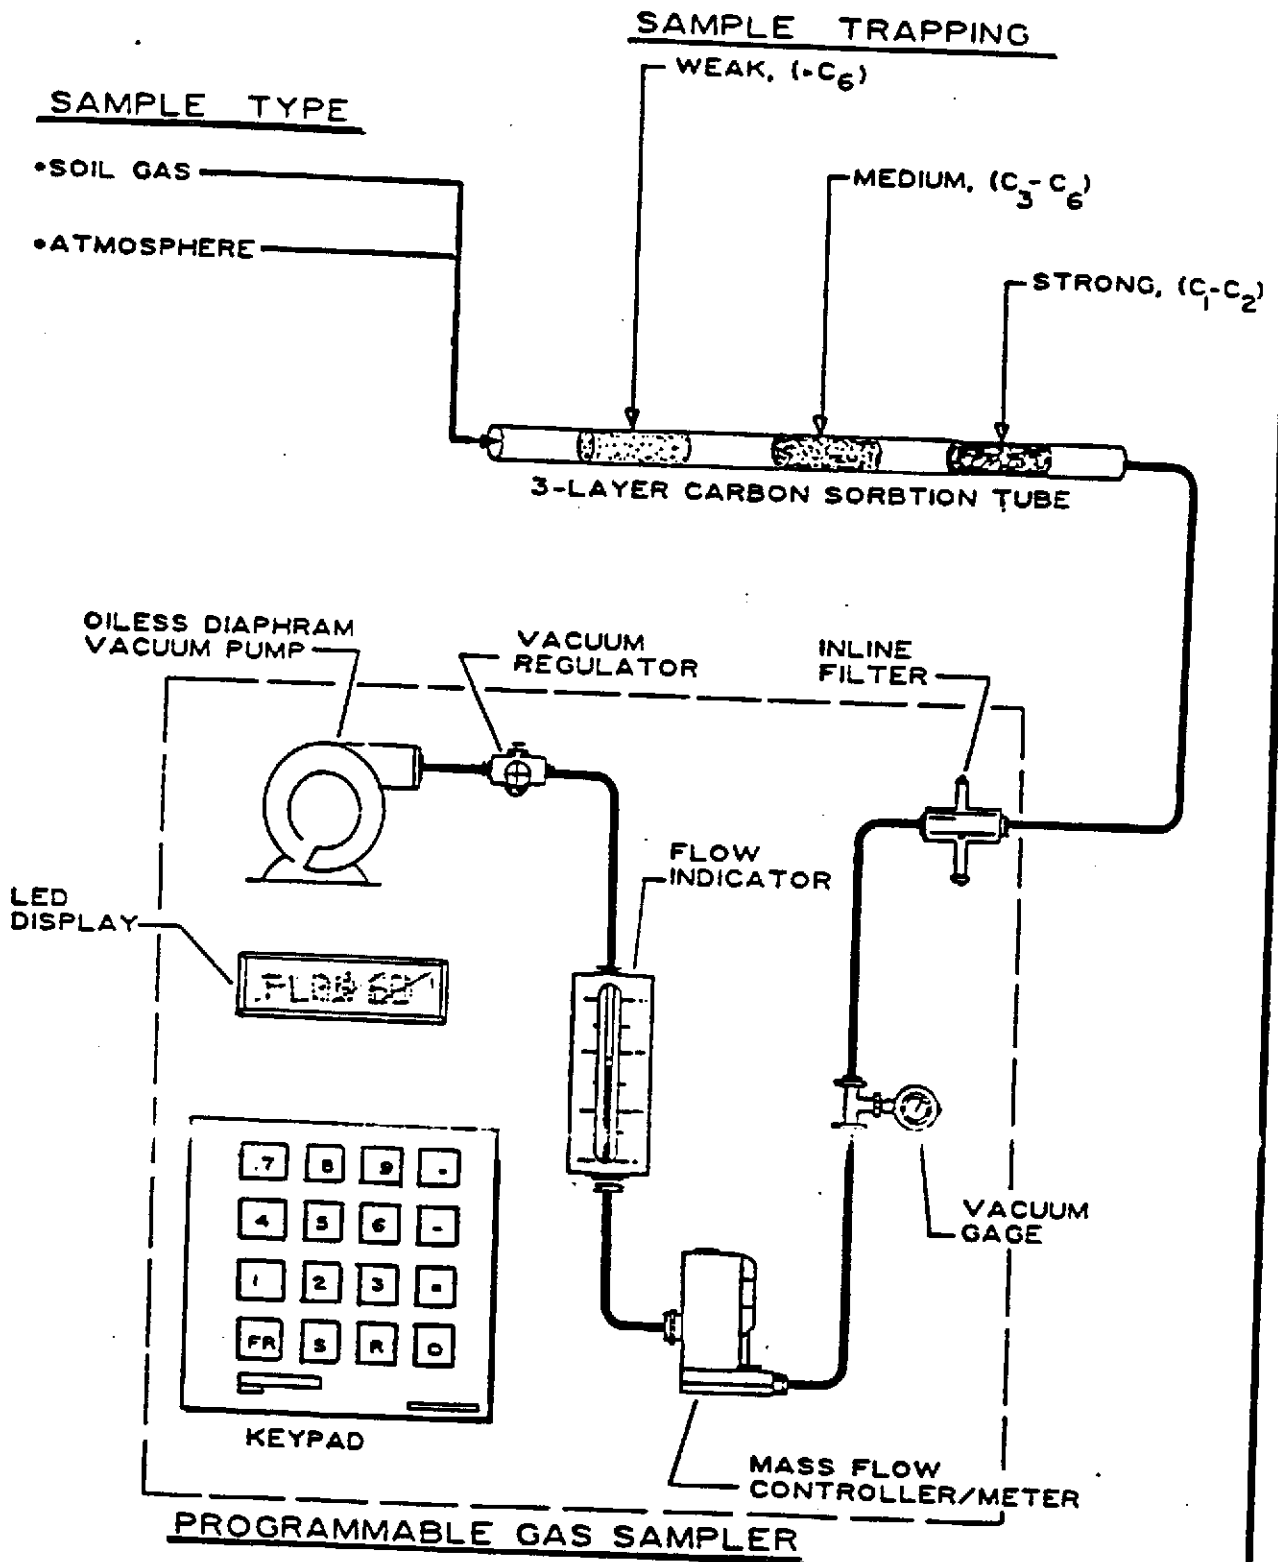 SAMPLE TRAPPING
WEAK, (•C6)
SAMPLE TYPE
•SOIL GAS
MEDIUM, (C3-C6)
•ATMOSPHERE
STRONG, (C1-C2)
3-LAYER CARBON SORBTION TUBE
OILESS DIAPHRAM
VACUUM PUMP
VACUUM
REGULATOR
INLINE
FILTER
FLOW
INDICATOR
LED
DISPLAY
7 8 9
4 5 6 -
1 2 3
FR S R O
KEYPAD
VACUUM
GAGE
MASS FLOW
CONTROLLER/METER
PROGRAMMABLE GAS SAMPLER